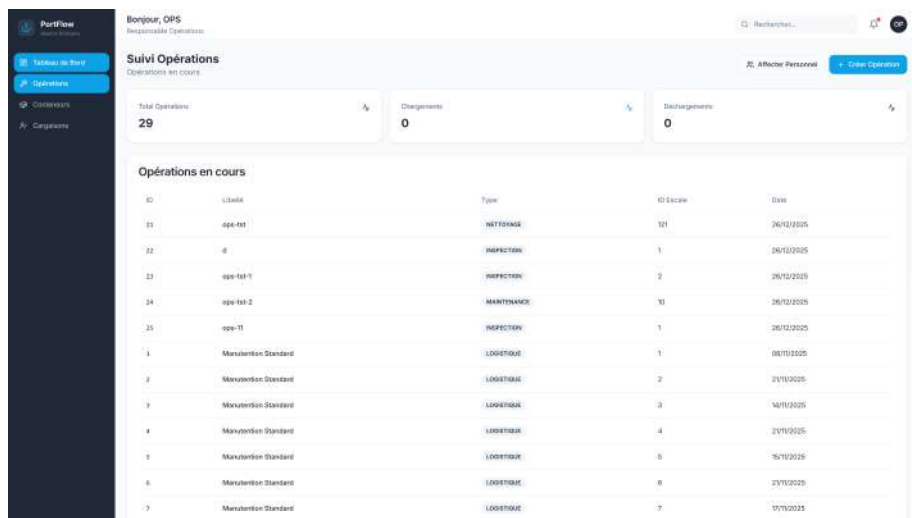 PortFlow
Bonjour, OPS
Responsable Opérations
Rechercher...
OP
Tableau de Bord
Opérations
Conteneurs
Cargaisons
Suivi Opérations
Opérations en cours
Affecter Personnel
+ Créer Opération
Total Opérations
29
Chargements
0
Déchargements
0
Opérations en cours
ID Libellé Type ID Escale Date
21 ops-tst NETTOYAGE 121 26/12/2025
22 d INSPECTION 1 26/12/2025
23 ops-tst-1 INSPECTION 2 26/12/2025
24 ops-tst-2 MAINTENANCE 10 26/12/2025
25 ops-11 INSPECTION 1 26/12/2025
1 Manutention Standard LOGISTIQUE 1 08/11/2025
2 Manutention Standard LOGISTIQUE 2 21/11/2025
3 Manutention Standard LOGISTIQUE 3 14/11/2025
4 Manutention Standard LOGISTIQUE 4 21/11/2025
5 Manutention Standard LOGISTIQUE 5 15/11/2025
6 Manutention Standard LOGISTIQUE 6 21/11/2025
7 Manutention Standard LOGISTIQUE 7 17/11/2025